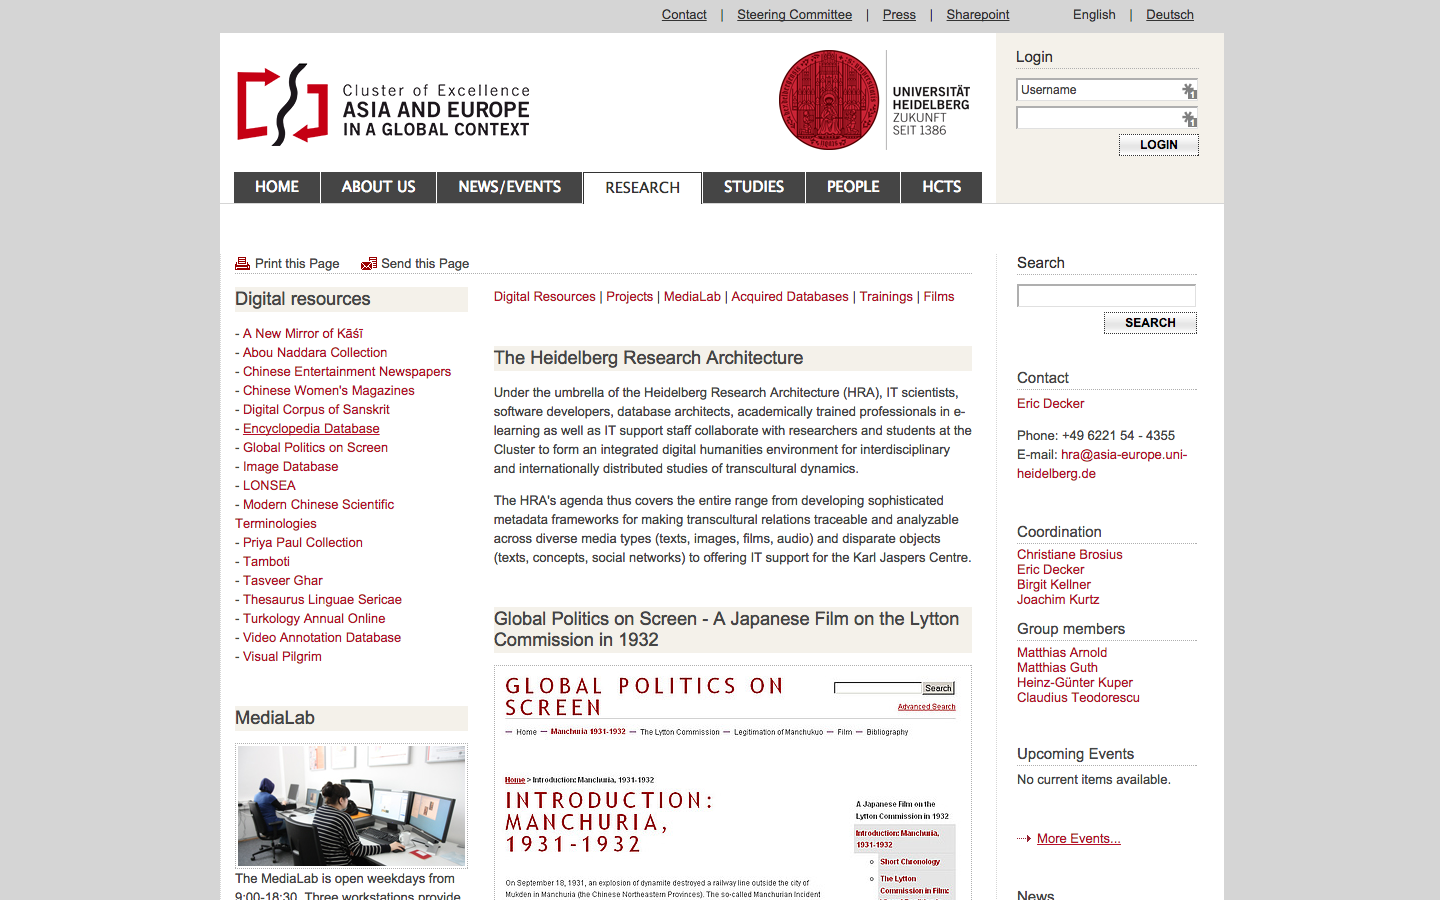 Contact | Steering Committee | Press | Sharepoint English | Deutsch
Cluster of Excellence
ASIA AND EUROPE
IN A GLOBAL CONTEXT
UNIVERSITÄT
HEIDELBERG
ZUKUNFT
SEIT 1386
Login
Username
LOGIN
HOME ABOUT US NEWS/EVENTS RESEARCH STUDIES PEOPLE HCTS
Print this Page Send this Page
Digital resources
- A New Mirror of Kāśī
- Abou Naddara Collection
- Chinese Entertainment Newspapers
- Chinese Women's Magazines
- Digital Corpus of Sanskrit
- Encyclopedia Database
- Global Politics on Screen
- Image Database
- LONSEA
- Modern Chinese Scientific
Terminologies
- Priya Paul Collection
- Tamboti
- Tasveer Ghar
- Thesaurus Linguae Sericae
- Turkology Annual Online
- Video Annotation Database
- Visual Pilgrim
MediaLab
The MediaLab is open weekdays from
9:00-18:30. Three workstations provide
Digital Resources | Projects | MediaLab | Acquired Databases | Trainings | Films
The Heidelberg Research Architecture
Under the umbrella of the Heidelberg Research Architecture (HRA), IT scientists,
software developers, database architects, academically trained professionals in e-
learning as well as IT support staff collaborate with researchers and students at the
Cluster to form an integrated digital humanities environment for interdisciplinary
and internationally distributed studies of transcultural dynamics.
The HRA's agenda thus covers the entire range from developing sophisticated
metadata frameworks for making transcultural relations traceable and analyzable
across diverse media types (texts, images, films, audio) and disparate objects
(texts, concepts, social networks) to offering IT support for the Karl Jaspers Centre.
Global Politics on Screen - A Japanese Film on the Lytton
Commission in 1932
GLOBAL POLITICS ON
SCREEN
Search
Advanced Search
— Home — Manchuria 1931-1932 — The Lytton Commission — Legitimation of Manchukuo — Film — Bibliography
Home > Introduction: Manchuria, 1931-1932
INTRODUCTION:
MANCHURIA,
1931-1932
On September 18, 1931, an explosion of dynamite destroyed a railway line outside the city of
Mukden in Manchuria (the Chinese Northeastern Provinces). The so-called Manchurian Incident
A Japanese Film on the
Lytton Commission in 1932
Introduction: Manchuria,
1931-1932
Short Chronology
The Lytton
Commission in Film:
Search
SEARCH
Contact
Eric Decker
Phone: +49 6221 54 - 4355
E-mail: hra@asia-europe.uni-
heidelberg.de
Coordination
Christiane Brosius
Eric Decker
Birgit Kellner
Joachim Kurtz
Group members
Matthias Arnold
Matthias Guth
Heinz-Günter Kuper
Claudius Teodorescu
Upcoming Events
No current items available.
More Events...
News